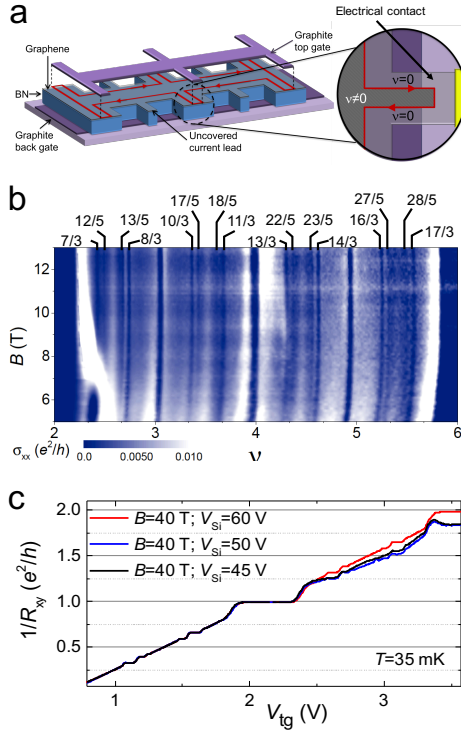 a
Electrical contact
Graphene
Graphite
top gate
BN
Graphite
back gate
Uncovered
current lead
ν=0
ν≠0
ν=0
b
17/5 18/5 27/5 28/5
12/5 13/5 10/3 11/3 22/5 23/5 16/3
7/3 8/3 13/3 14/3 17/3
B (T)
12
10
8
6
2 3 4 5 6
σxx (e²/h)
0.0 0.0050 0.010
ν
c
2.0
1.5
1.0
0.5
1/Rxy (e²/h)
B=40 T; VSi=60 V
B=40 T; VSi=50 V
B=40 T; VSi=45 V
T=35 mK
1 2 3
Vtg (V)